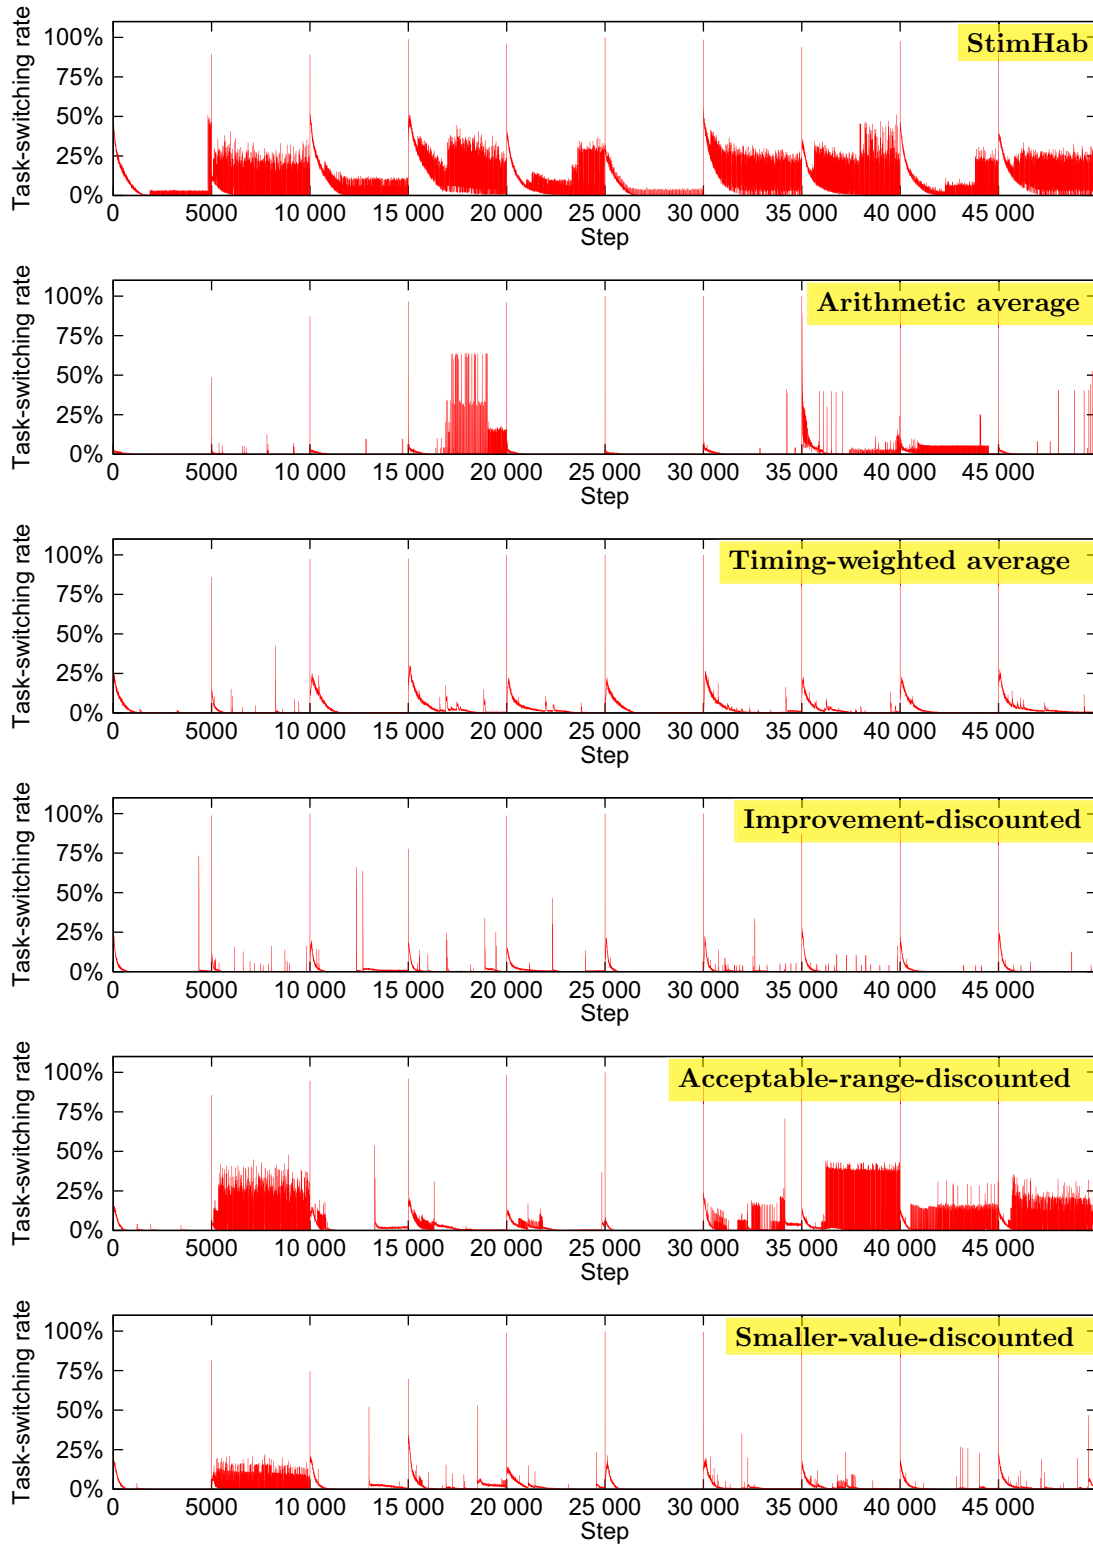 StimHab
Task-switching rate
100%
75%
50%
25%
0%
0 5000 10 000 15 000 20 000 25 000 30 000 35 000 40 000 45 000
Step
Arithmetic average
Task-switching rate
100%
75%
50%
25%
0%
0 5000 10 000 15 000 20 000 25 000 30 000 35 000 40 000 45 000
Step
Timing-weighted average
Task-switching rate
100%
75%
50%
25%
0%
0 5000 10 000 15 000 20 000 25 000 30 000 35 000 40 000 45 000
Step
Improvement-discounted
Task-switching rate
100%
75%
50%
25%
0%
0 5000 10 000 15 000 20 000 25 000 30 000 35 000 40 000 45 000
Step
Acceptable-range-discounted
Task-switching rate
100%
75%
50%
25%
0%
0 5000 10 000 15 000 20 000 25 000 30 000 35 000 40 000 45 000
Step
Smaller-value-discounted
Task-switching rate
100%
75%
50%
25%
0%
0 5000 10 000 15 000 20 000 25 000 30 000 35 000 40 000 45 000
Step